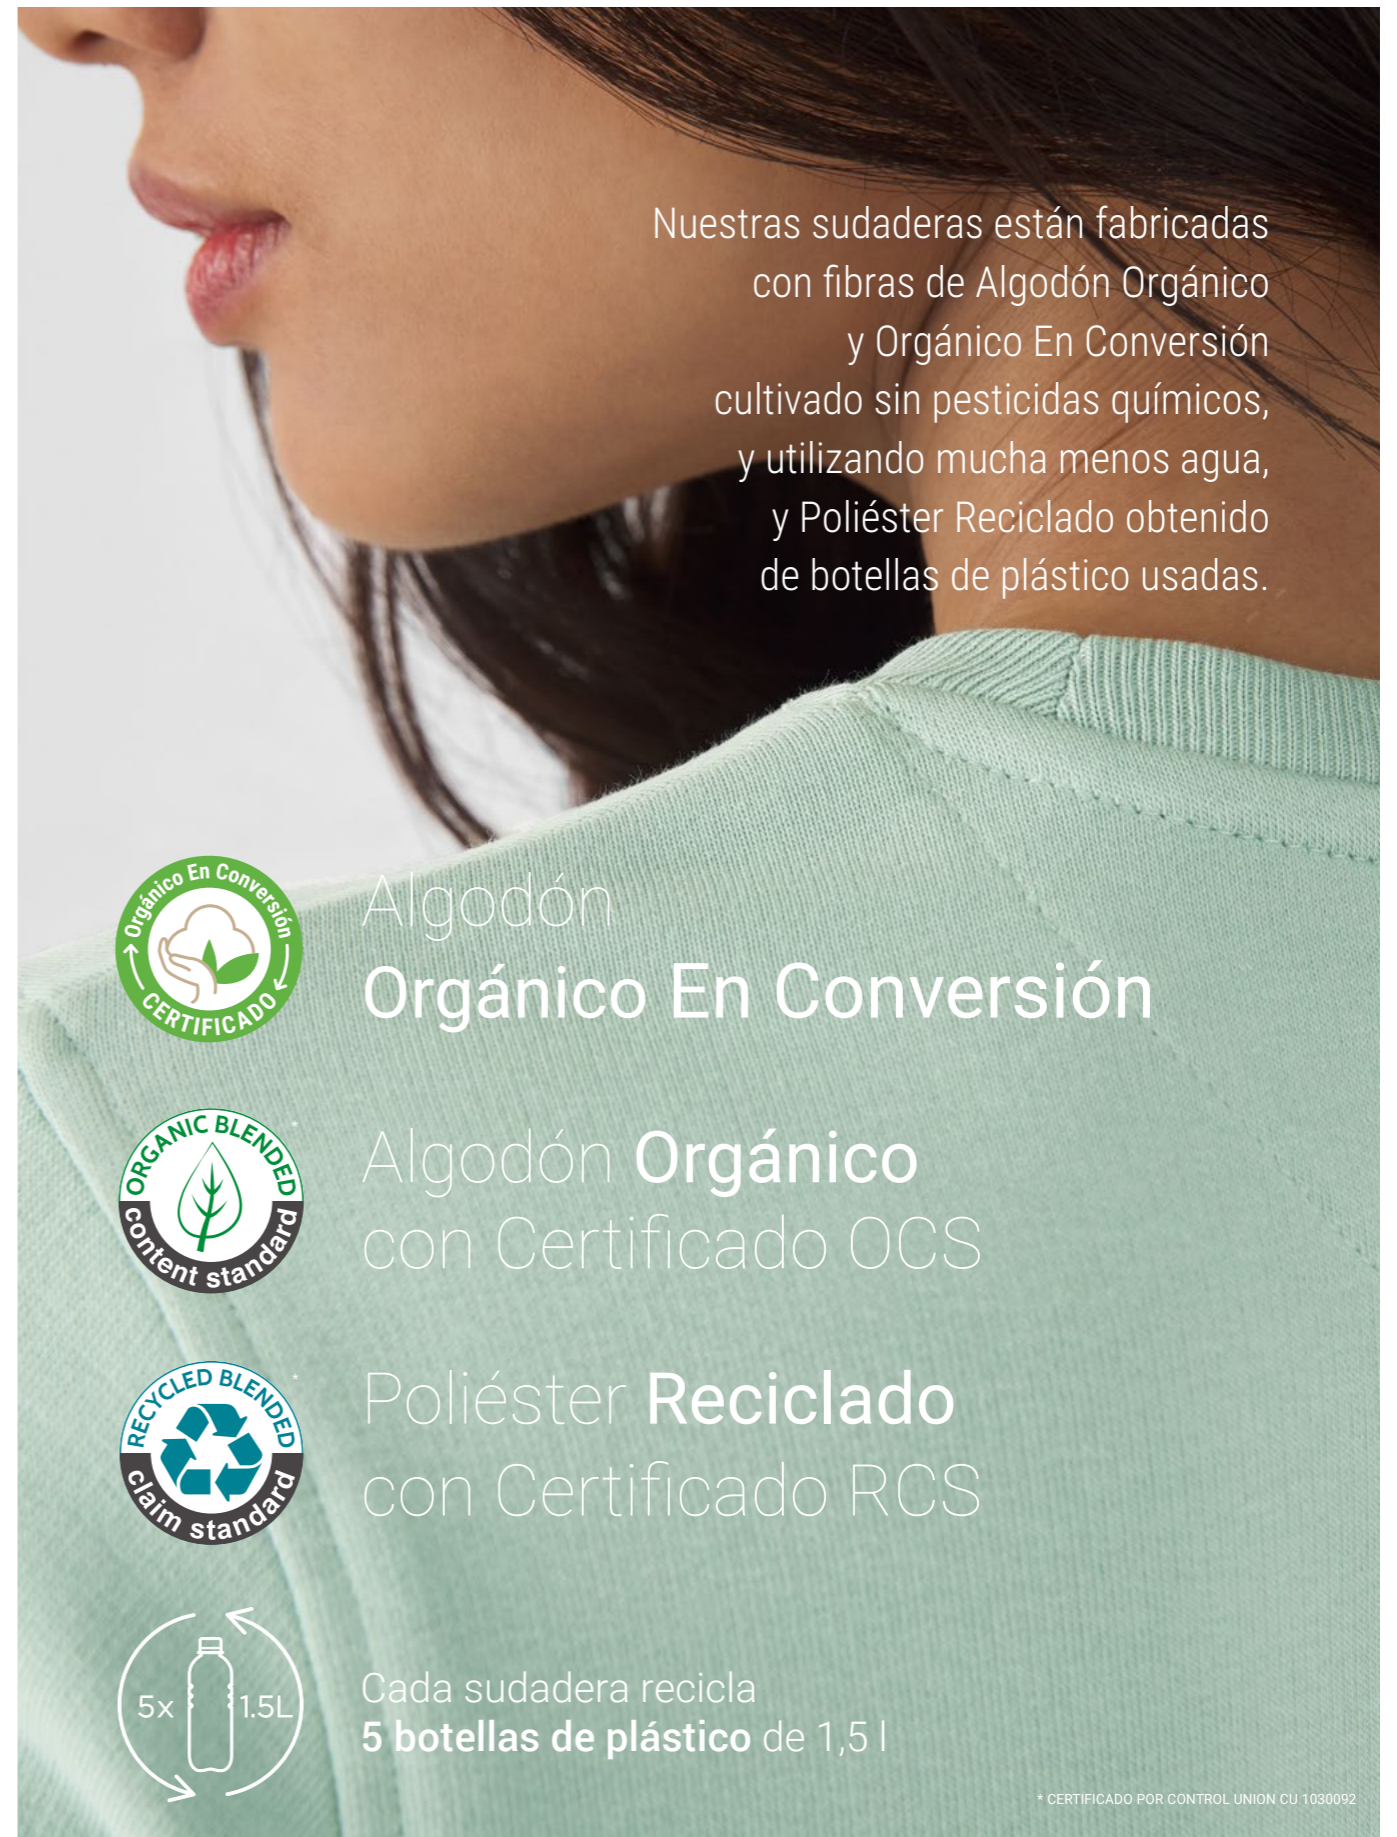 Nuestras sudaderas están fabricadas
con fibras de Algodón Orgánico
y Orgánico En Conversión
cultivado sin pesticidas químicos,
y utilizando mucha menos agua,
y Poliéster Reciclado obtenido
de botellas de plástico usadas.
Orgánico En Conversión
CERTIFICADO
Algodón
Orgánico En Conversión
ORGANIC BLENDED
content standard
*
Algodón Orgánico
con Certificado OCS
RECYCLED BLENDED
claim standard
*
Poliéster Reciclado
con Certificado RCS
5x 1.5L
Cada sudadera recicla
5 botellas de plástico de 1,5 l
* CERTIFICADO POR CONTROL UNION CU 1030092